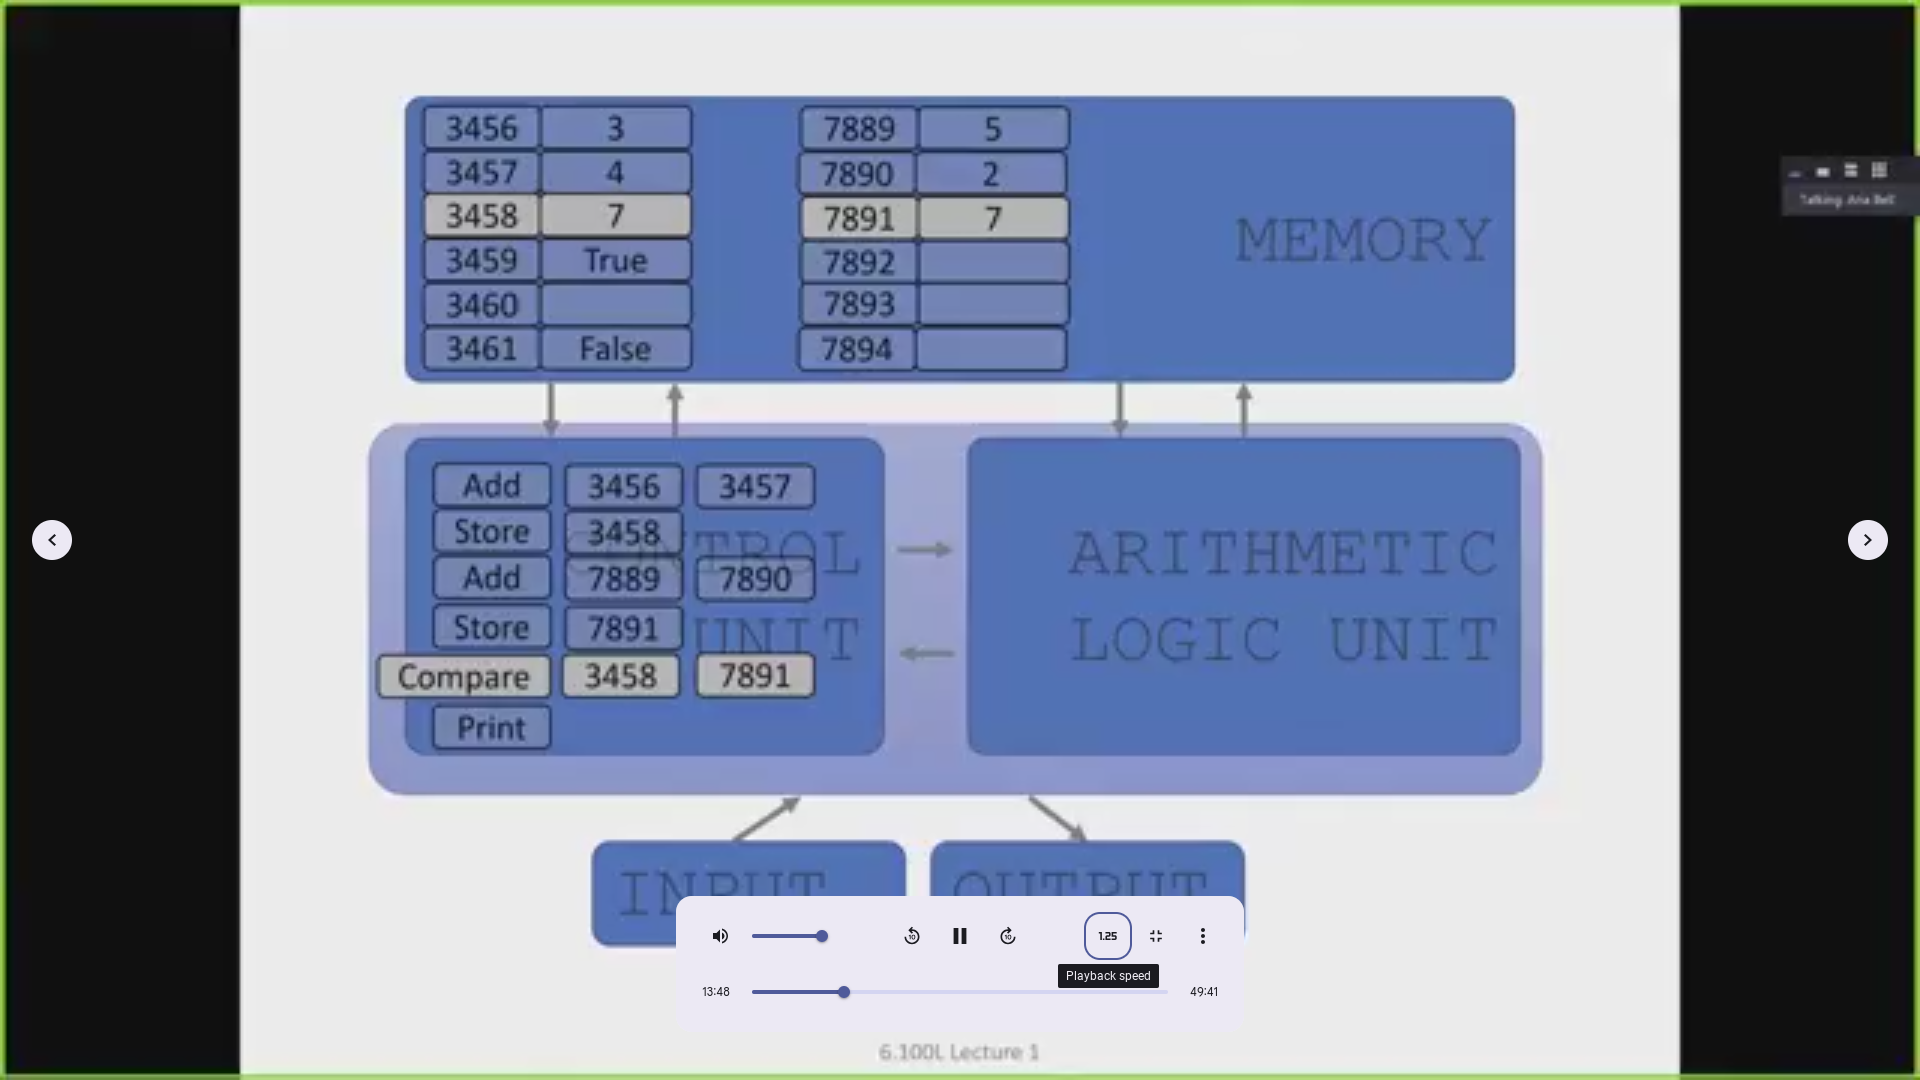 3456 3 7889 5
3457 4 7890 2
3458 7 7891 7
3459 True 7892
3460 7893
3461 False 7894
MEMORY
Talking: Ana Bell
Add 3456 3457
Store 3458
Add 7889 7890
Store 7891
Compare 3458 7891
Print
CONTROL
UNIT
ARITHMETIC
LOGIC UNIT
INPUT
OUTPUT
10
10
1.25
Playback speed
13:48
49:41
6.100L Lecture 1